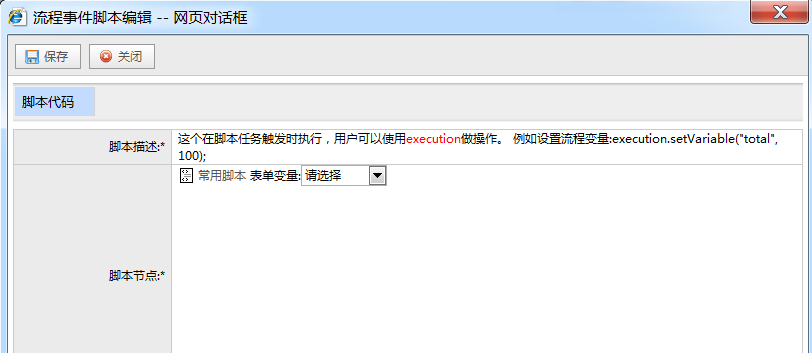 流程事件脚本编辑 -- 网页对话框
保存 关闭
脚本代码
脚本描述:*
这个在脚本任务触发时执行，用户可以使用execution做操作。 例如设置流程变量:execution.setVariable("total",
100);
常用脚本 表单变量:请选择
脚本节点:*